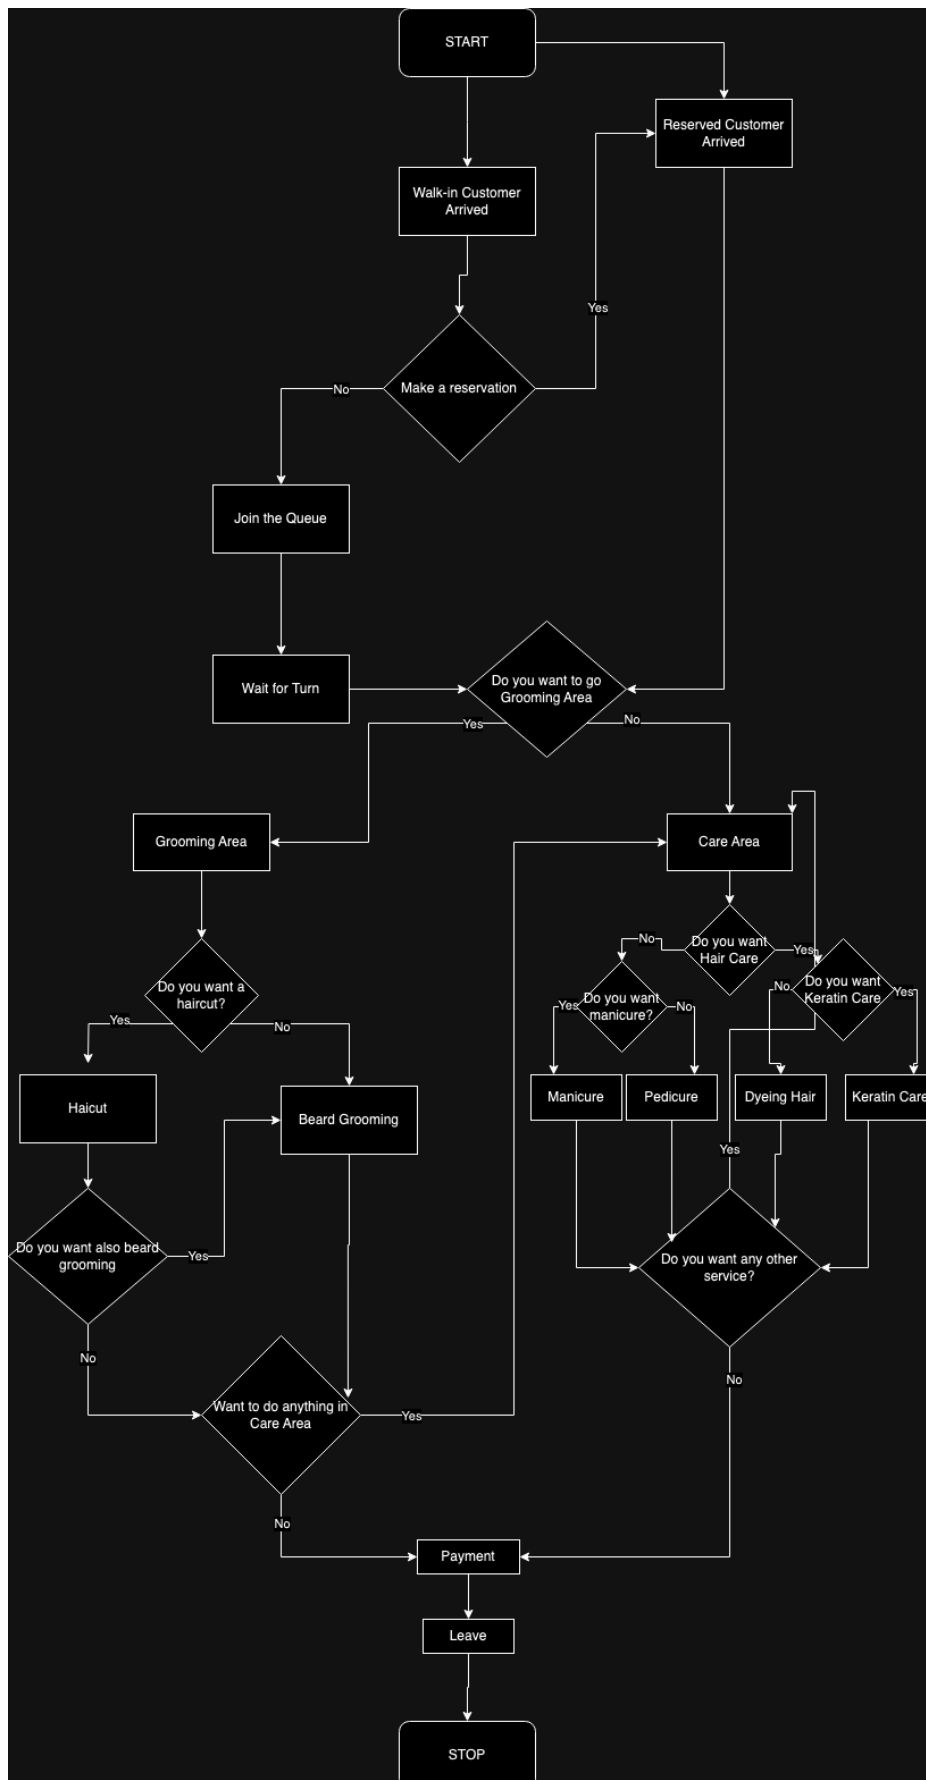 START
Reserved Customer
Arrived
Walk-in Customer
Arrived
Yes
Make a reservation
No
Join the Queue
Wait for Turn
Do you want to go
Grooming Area
Yes
No
Grooming Area
Care Area
Do you want
Hair Care
No
Yes
Do you want a
haircut?
Do you want
manicure?
Do you want
Keratin Care
Yes
No
No
Yes
Yes
No
Manicure
Pedicure
Dyeing Hair
Keratin Care
Haicut
Beard Grooming
Yes
Do you want also beard
grooming
Yes
Do you want any other
service?
No
No
Want to do anything in
Care Area
Yes
No
Payment
Leave
STOP